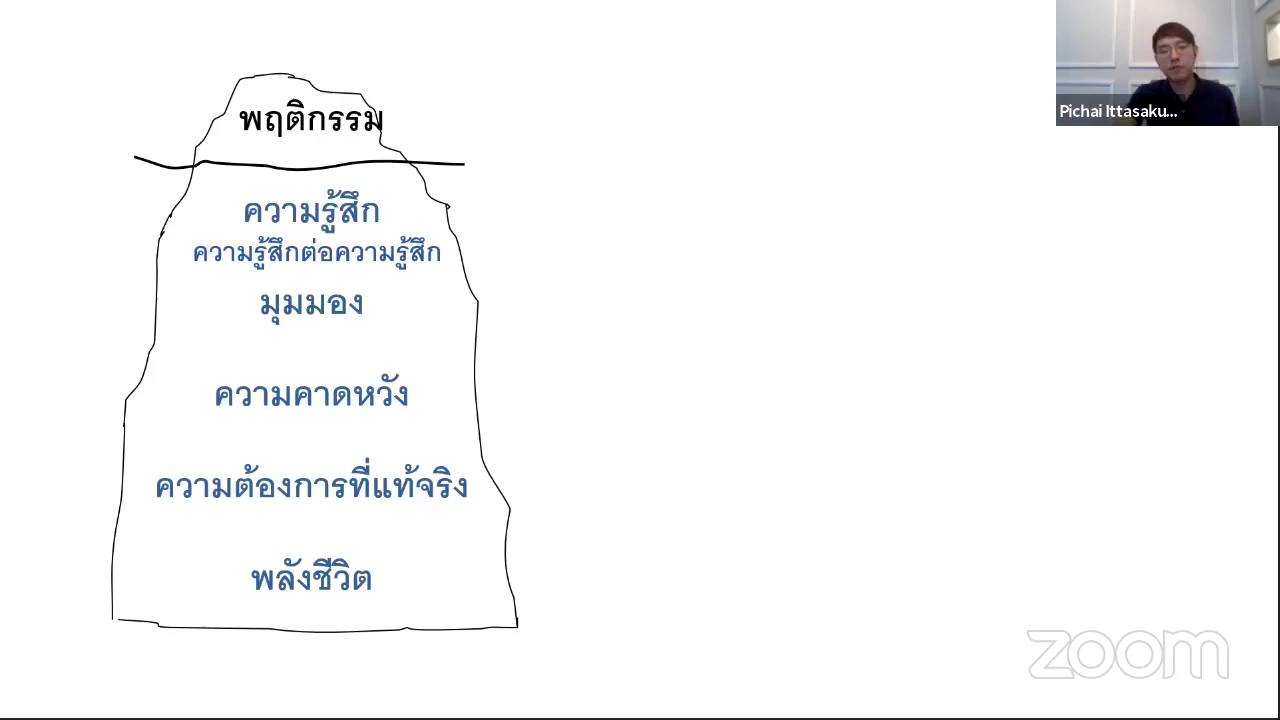 พฤติกรรม
ความรู้สึก
ความรู้สึกต่อความรู้สึก
มุมมอง
ความคาดหวัง
ความต้องการที่แท้จริง
พลังชีวิต
Pichai Ittasaku...
zoom